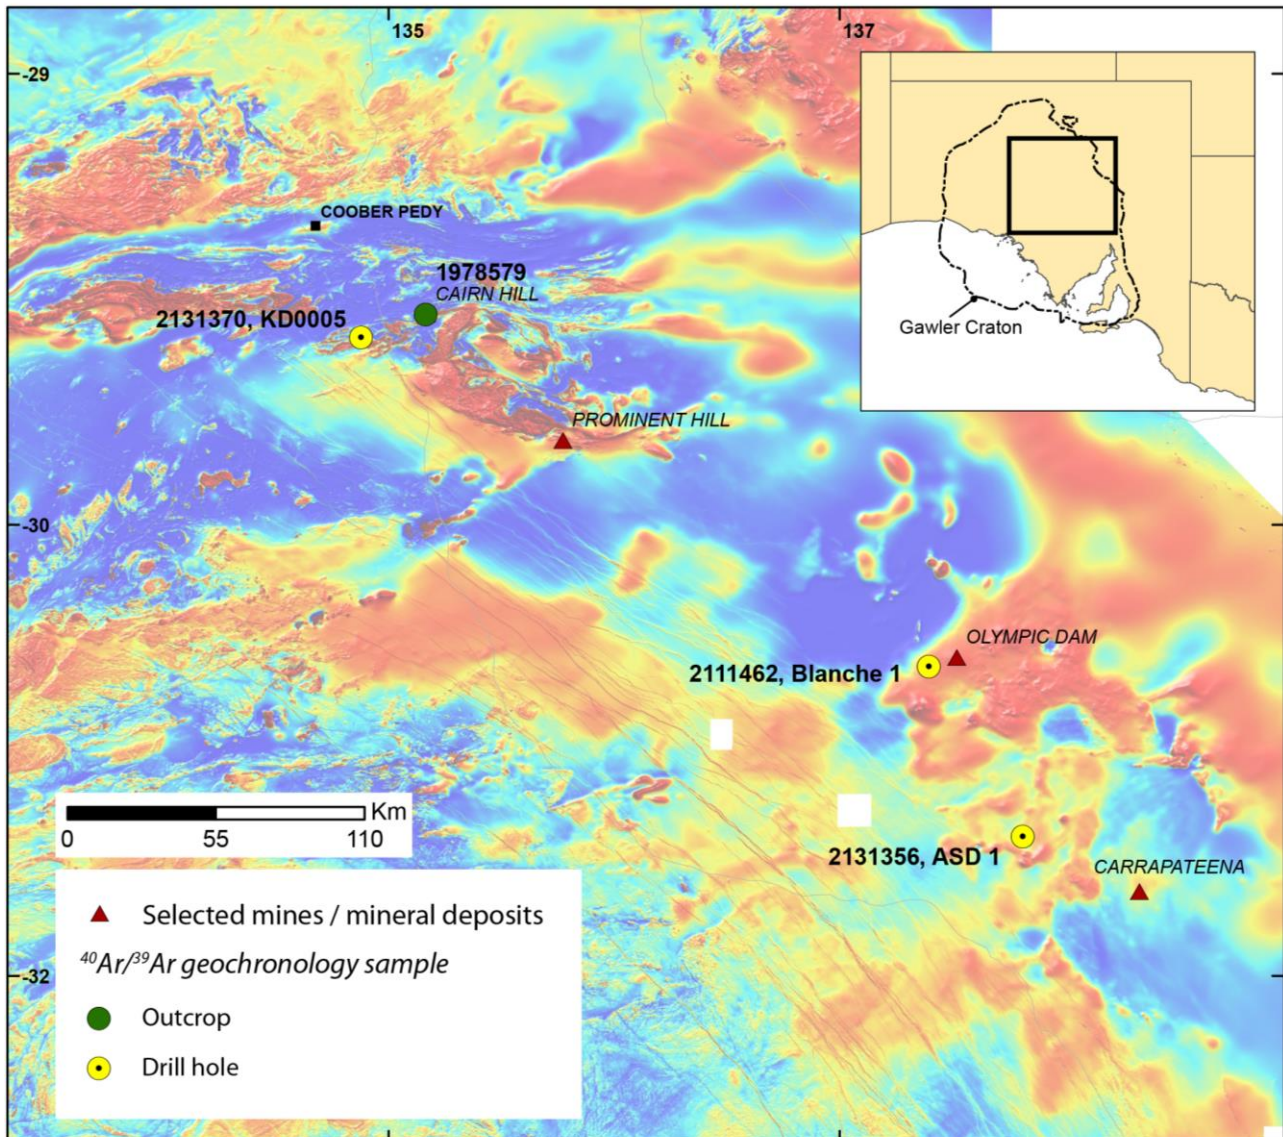 135
137
-29
COOBER PEDY
1978579
CAIRN HILL
2131370, KD0005
Gawler Craton
PROMINENT HILL
-30
OLYMPIC DAM
2111462, Blanche 1
Km
0 55 110
2131356, ASD 1
CARRAPATEENA
Selected mines / mineral deposits
⁴⁰Ar/³⁹Ar geochronology sample
-32
Outcrop
Drill hole